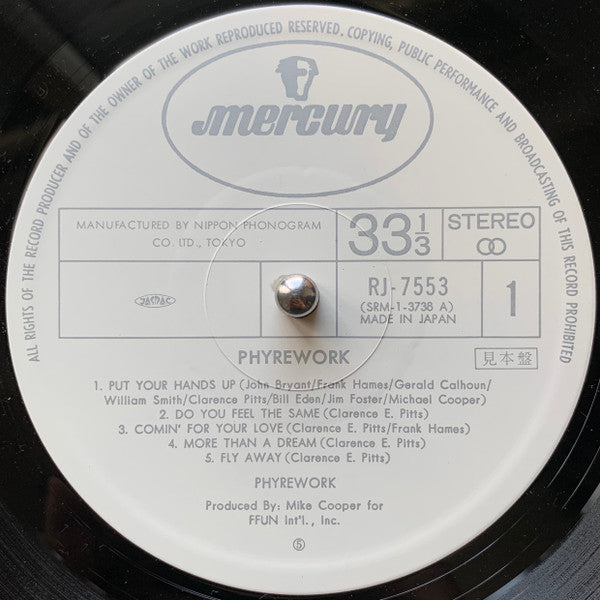 ALL RIGHTS OF THE RECORD PRODUCER AND OF THE OWNER OF THE WORK REPRODUCED RESERVED. COPYING, PUBLIC PERFORMANCE AND BROADCASTING OF THIS RECORD PROHIBITED
mercury
MANUFACTURED BY NIPPON PHONOGRAM
CO. LTD., TOKYO
33 1/3
STEREO
JASRAC
RJ-7553
(SRM-1-3738 A)
MADE IN JAPAN
1
PHYREWORK
見本盤
1. PUT YOUR HANDS UP (John Bryant/Frank Hames/Gerald Calhoun/
William Smith/Clarence Pitts/Bill Eden/Jim Foster/Michael Cooper)
2. DO YOU FEEL THE SAME (Clarence E. Pitts)
3. COMIN' FOR YOUR LOVE (Clarence E. Pitts/Frank Hames)
4. MORE THAN A DREAM (Clarence E. Pitts)
5. FLY AWAY (Clarence E. Pitts)
PHYREWORK
Produced By: Mike Cooper for
FFUN Int'l., Inc.
⑤